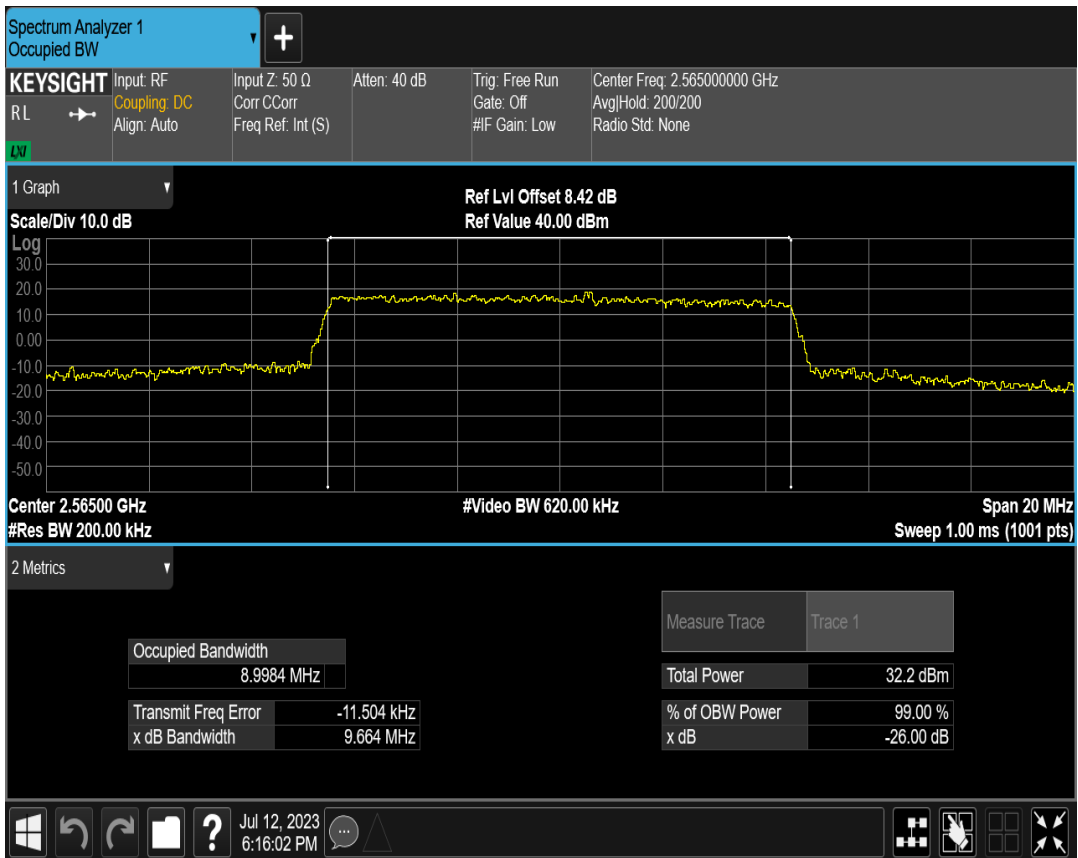 Spectrum Analyzer 1
Occupied BW
+
KEYSIGHT
R L
LXI
Input: RF
Coupling: DC
Align: Auto
Input Z: 50 Ω
Corr CCorr
Freq Ref: Int (S)
Atten: 40 dB
Trig: Free Run
Gate: Off
#IF Gain: Low
Center Freq: 2.565000000 GHz
Avg|Hold: 200/200
Radio Std: None
1 Graph
Scale/Div 10.0 dB
Ref Lvl Offset 8.42 dB
Ref Value 40.00 dBm
Log
30.0
20.0
10.0
0.00
-10.0
-20.0
-30.0
-40.0
-50.0
Center 2.56500 GHz
#Video BW 620.00 kHz
Span 20 MHz
#Res BW 200.00 kHz
Sweep 1.00 ms (1001 pts)
2 Metrics
Measure Trace Trace 1
Occupied Bandwidth
8.9984 MHz
Total Power 32.2 dBm
Transmit Freq Error -11.504 kHz
% of OBW Power 99.00 %
x dB Bandwidth 9.664 MHz
x dB -26.00 dB
?
Jul 12, 2023
6:16:02 PM